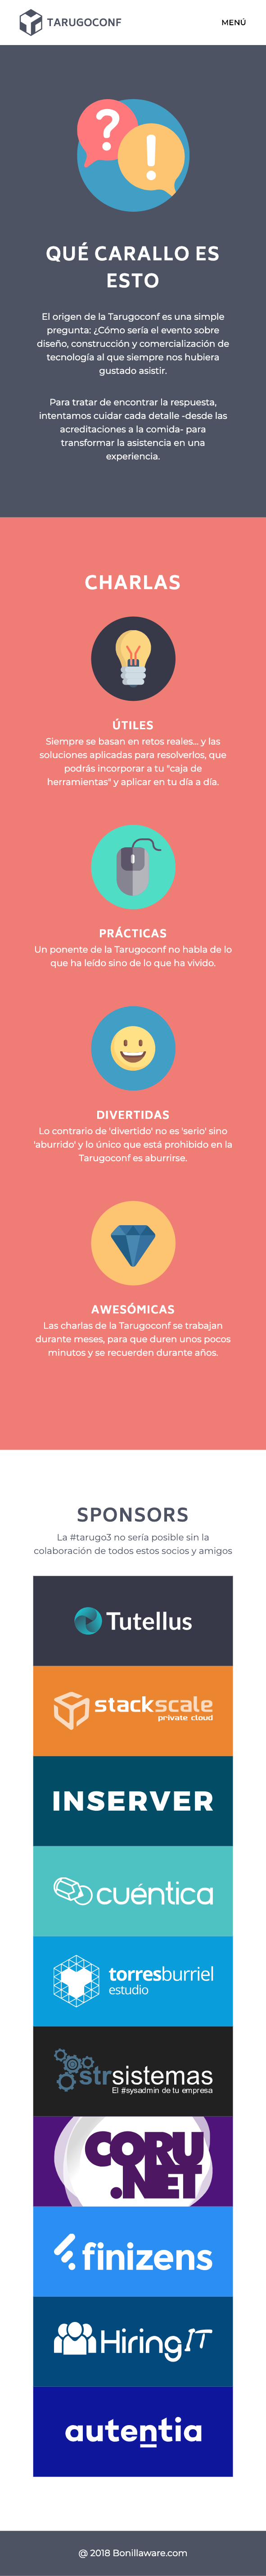 TARUGOCONF
MENÚ
?
!
QUÉ CARALLO ES
ESTO
El origen de la Tarugoconf es una simple
pregunta: ¿Cómo sería el evento sobre
diseño, construcción y comercialización de
tecnología al que siempre nos hubiera
gustado asistir.
Para tratar de encontrar la respuesta,
intentamos cuidar cada detalle -desde las
acreditaciones a la comida- para
transformar la asistencia en una
experiencia.
CHARLAS
ÚTILES
Siempre se basan en retos reales... y las
soluciones aplicadas para resolverlos, que
podrás incorporar a tu "caja de
herramientas" y aplicar en tu día a día.
PRÁCTICAS
Un ponente de la Tarugoconf no habla de lo
que ha leído sino de lo que ha vivido.
DIVERTIDAS
Lo contrario de 'divertido' no es 'serio' sino
'aburrido' y lo único que está prohibido en la
Tarugoconf es aburrirse.
AWESÓMICAS
Las charlas de la Tarugoconf se trabajan
durante meses, para que duren unos pocos
minutos y se recuerden durante años.
SPONSORS
La #tarugo3 no sería posible sin la
colaboración de todos estos socios y amigos
Tutellus
stackscale
private cloud
INSERVER
cuéntica
torresburriel
estudio
strsistemas
El #sysadmin de tu empresa
CORU
.NET
finizens
HiringIT
autentia
@ 2018 Bonillaware.com